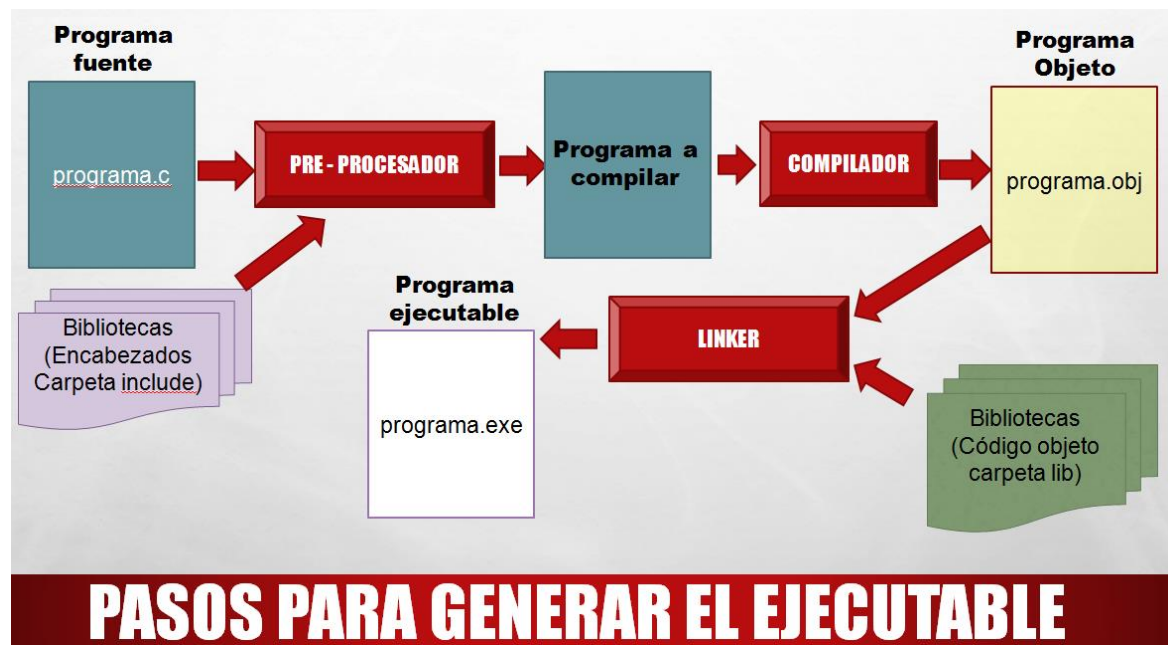 Programa
fuente
programa.c
PRE - PROCESADOR
Programa a
compilar
COMPILADOR
Programa
Objeto
programa.obj
Bibliotecas
(Encabezados
Carpeta include)
Programa
ejecutable
programa.exe
LINKER
Bibliotecas
(Código objeto
carpeta lib)
PASOS PARA GENERAR EL EJECUTABLE